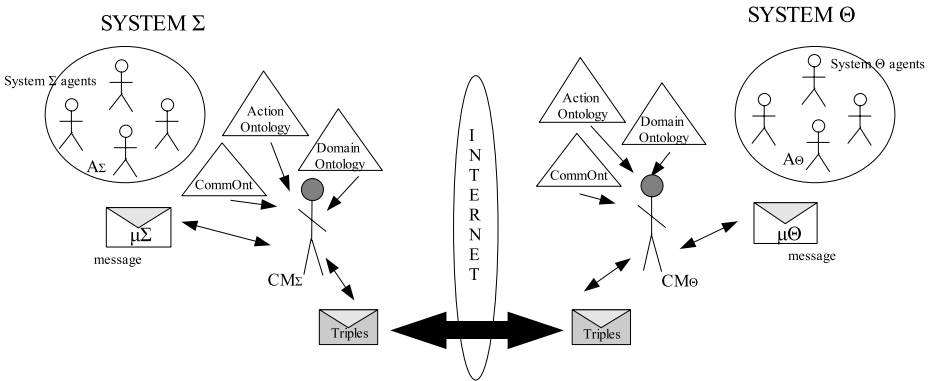 SYSTEM Σ
System Σ agents
AΣ
Action
Ontology
Domain
Ontology
CommOnt
μΣ
message
CMΣ
Triples
I
N
T
E
R
N
E
T
SYSTEM Θ
System Θ agents
AΘ
Action
Ontology
Domain
Ontology
CommOnt
μΘ
message
CMΘ
Triples